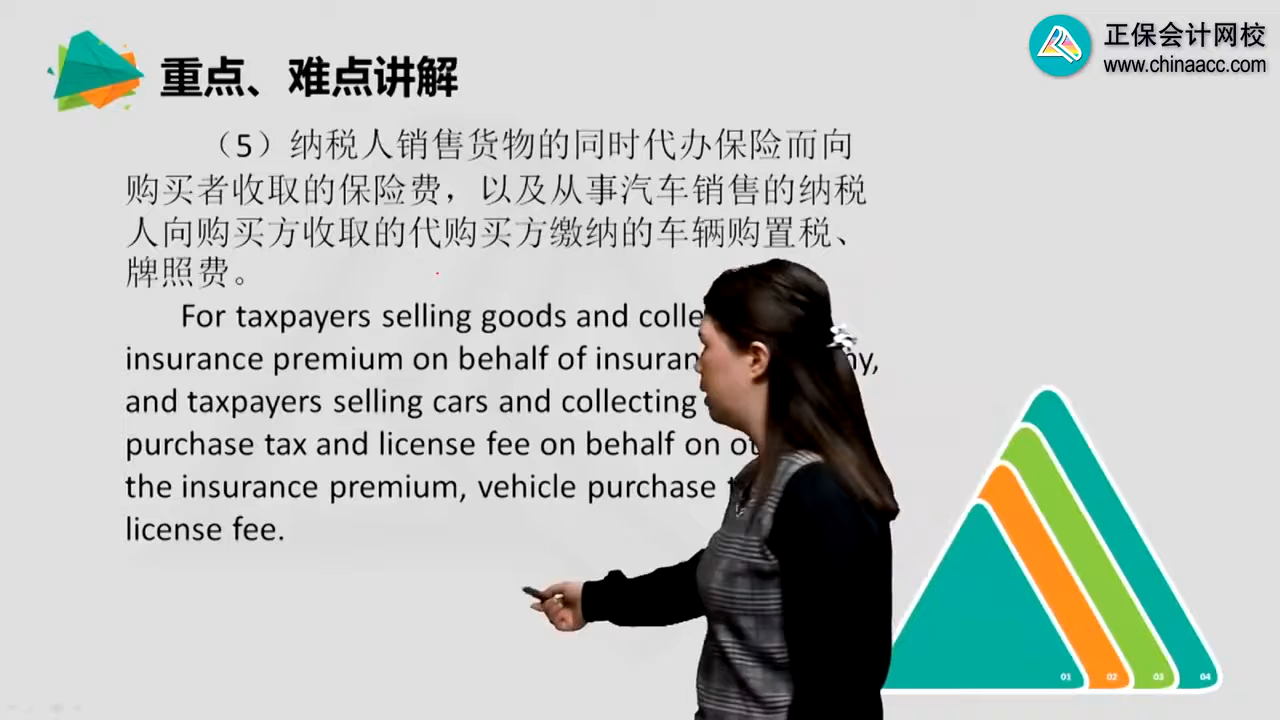 正保会计网校
www.chinaacc.com
重点、难点讲解
（5）纳税人销售货物的同时代办保险而向
购买者收取的保险费，以及从事汽车销售的纳税
人向购买方收取的代购买方缴纳的车辆购置税、
牌照费。
For taxpayers selling goods and
insurance premium on behalf of
and taxpayers selling cars and collecting
purchase tax and license fee on behalf on
the insurance premium, vehicle purchase
license fee.
01 02 03 04